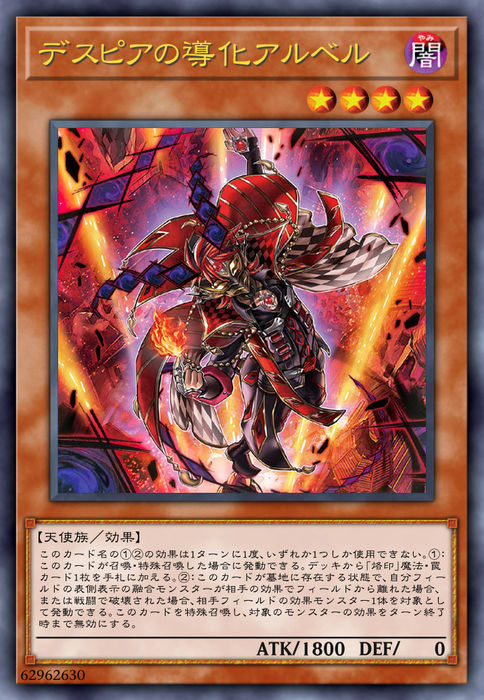 デスピアの導化アルベル
やみ
闇
【天使族／効果】
このカード名の①②の効果は1ターンに1度、いずれか1つしか使用できない。①:
このカードが召喚・特殊召喚した場合に発動できる。デッキから「烙印」魔法・罠
カード1枚を手札に加える。②:このカードが墓地に存在する状態で、自分フィー
ルドの表側表示の融合モンスターが相手の効果でフィールドから離れた場合、
または戦闘で破壊された場合、相手フィールドの効果モンスター1体を対象とし
て発動できる。このカードを特殊召喚し、対象のモンスターの効果をターン終了
時まで無効にする。
ATK/1800 DEF/ 0
62962630